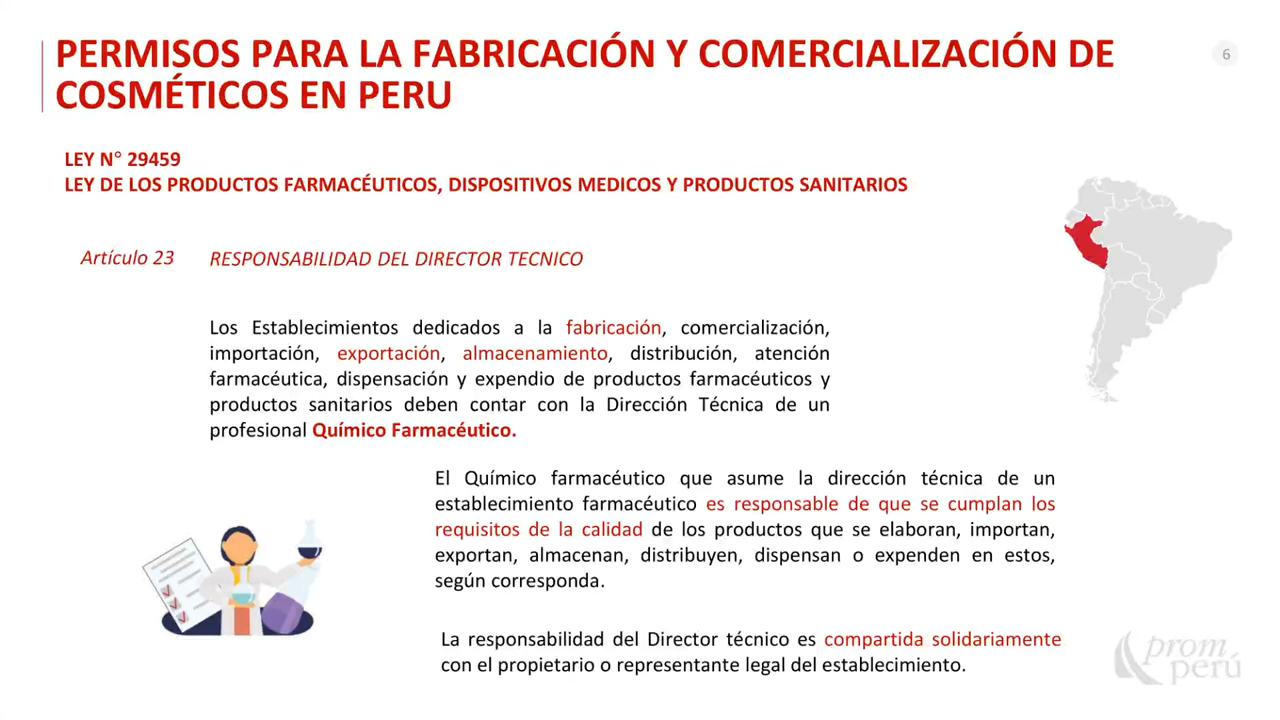 PERMISOS PARA LA FABRICACIÓN Y COMERCIALIZACIÓN DE
COSMÉTICOS EN PERU
6
LEY N° 29459
LEY DE LOS PRODUCTOS FARMACÉUTICOS, DISPOSITIVOS MEDICOS Y PRODUCTOS SANITARIOS
Artículo 23 RESPONSABILIDAD DEL DIRECTOR TECNICO
Los Establecimientos dedicados a la fabricación, comercialización,
importación, exportación, almacenamiento, distribución, atención
farmacéutica, dispensación y expendio de productos farmacéuticos y
productos sanitarios deben contar con la Dirección Técnica de un
profesional Químico Farmacéutico.
El Químico farmacéutico que asume la dirección técnica de un
establecimiento farmacéutico es responsable de que se cumplan los
requisitos de la calidad de los productos que se elaboran, importan,
exportan, almacenan, distribuyen, dispensan o expenden en estos,
según corresponda.
La responsabilidad del Director técnico es compartida solidariamente
con el propietario o representante legal del establecimiento.
prom
perú